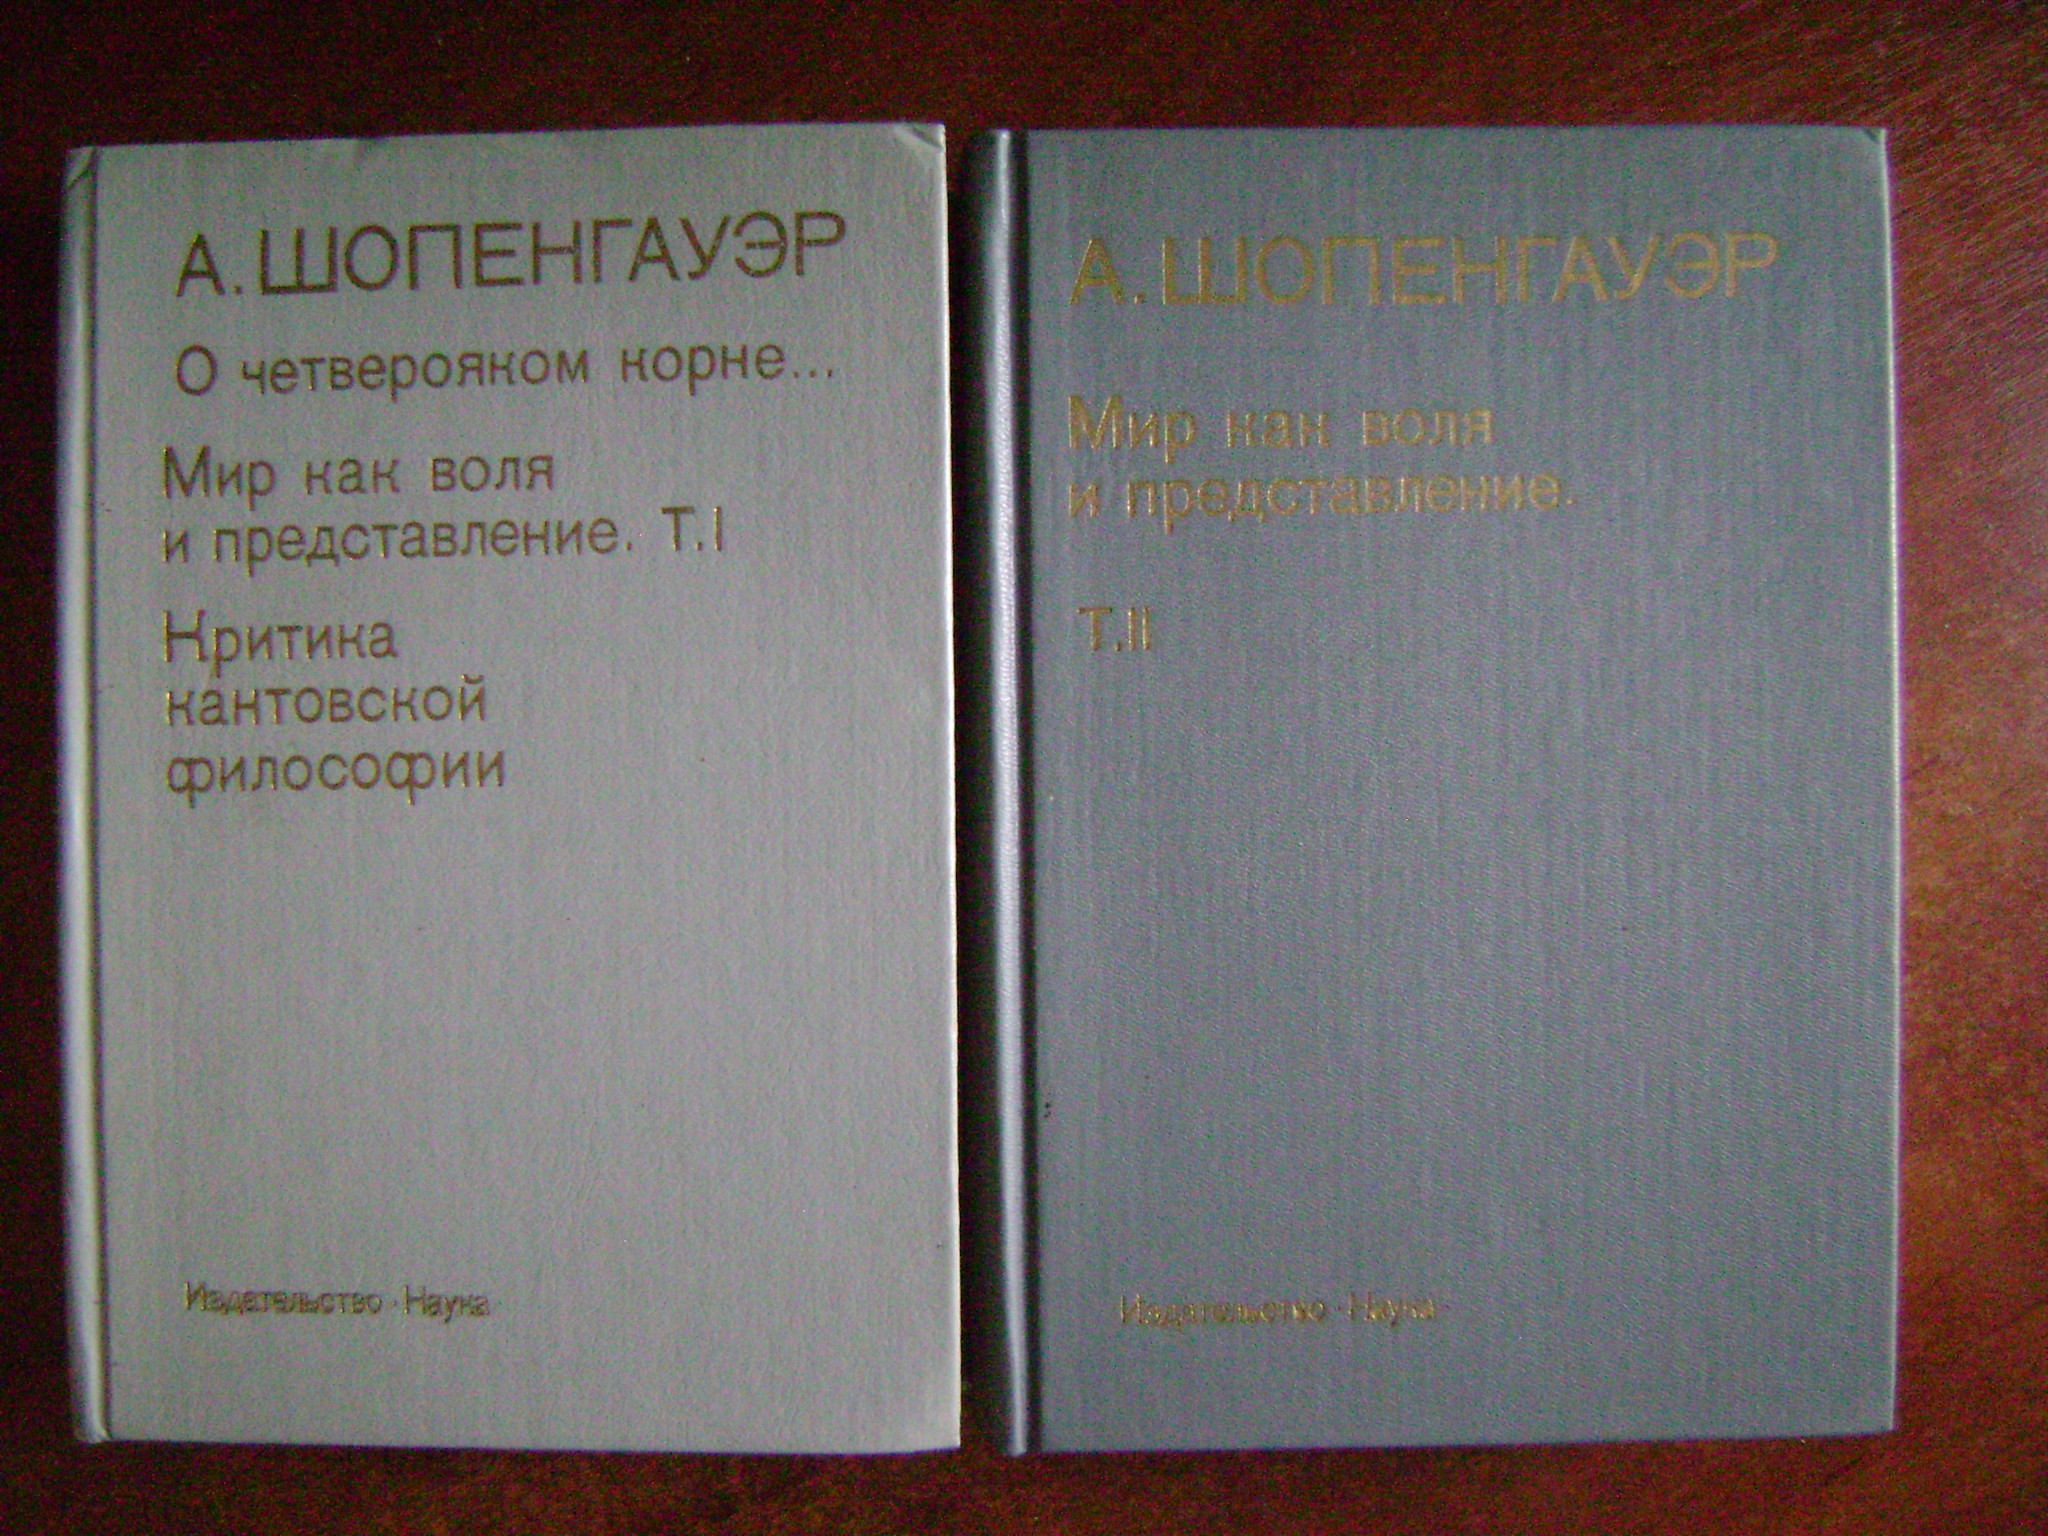 А. ШОПЕНГАУЭР
О четверояком корне...
Мир как воля
и представление. Т.I
Критика
кантовской
философии
Издательство · Наука ·
А. ШОПЕНГАУЭР
Мир как воля
и представление.
Т.II
Издательство · Наука ·